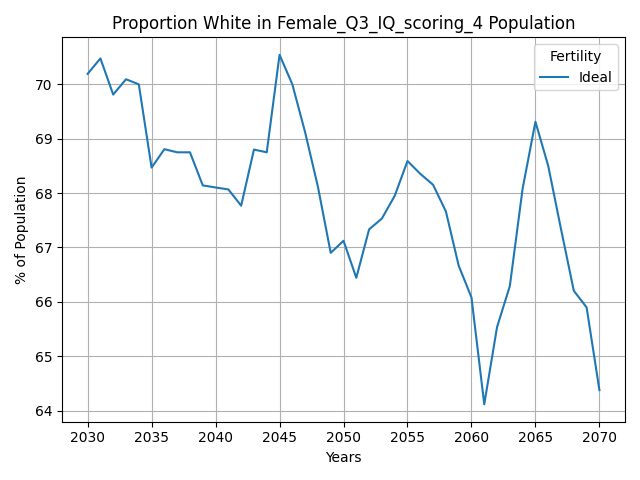 Proportion White in Female_Q3_IQ_scoring_4 Population
Fertility
Ideal
% of Population
70
69
68
67
66
65
64
2030 2035 2040 2045 2050 2055 2060 2065 2070
Years